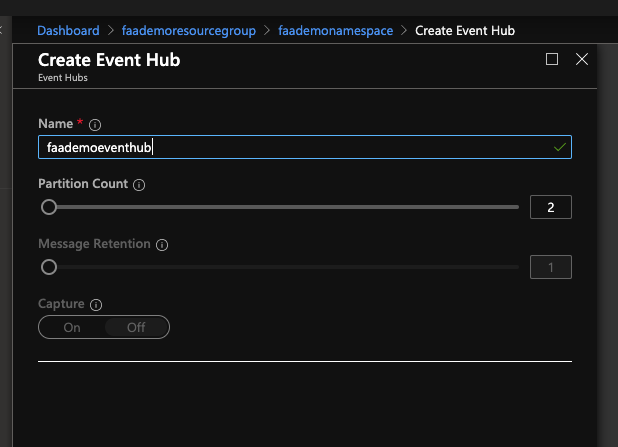 Dashboard > faademoresourcegroup > faademonamespace > Create Event Hub
Create Event Hub
Event Hubs
Name *
faademoeventhub
Partition Count
2
Message Retention
1
Capture
On Off